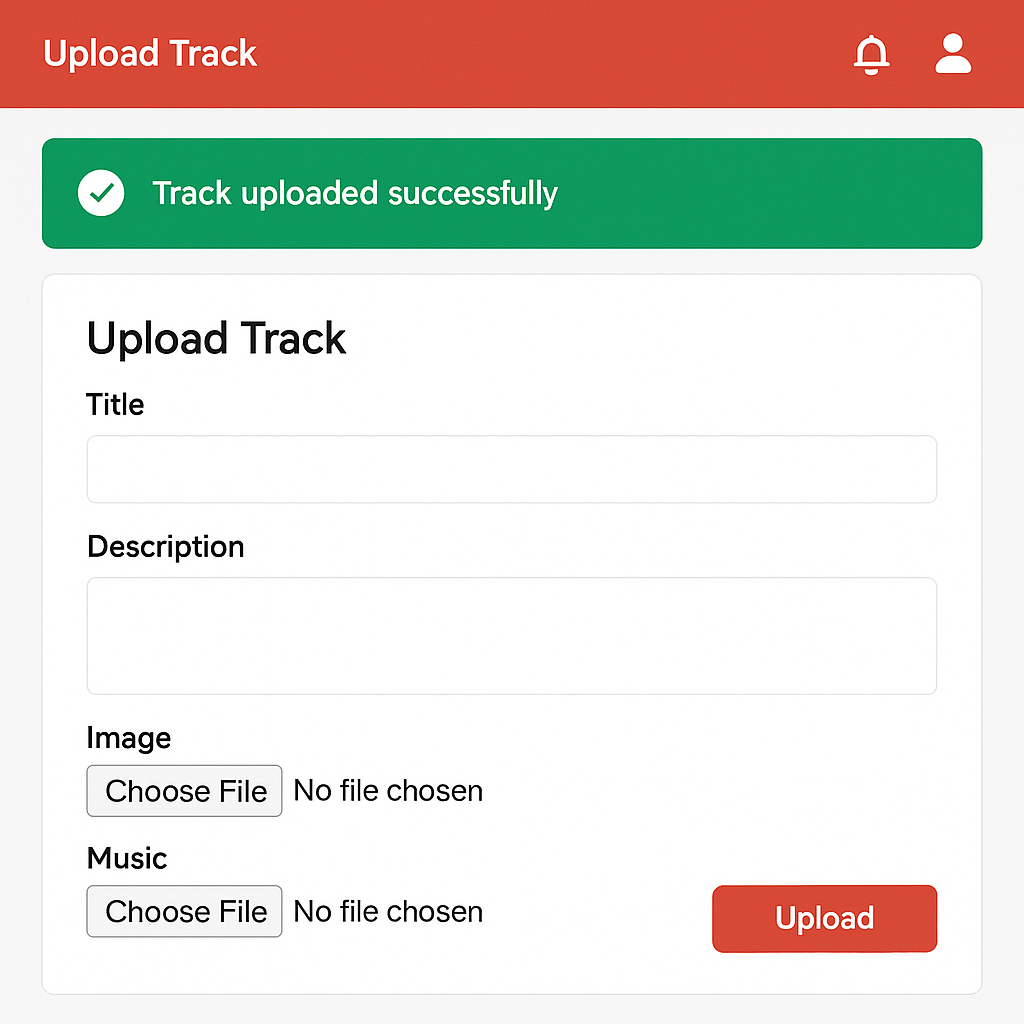 Upload Track
Track uploaded successfully
Upload Track
Title
Description
Image
Choose File No file chosen
Music
Choose File No file chosen
Upload